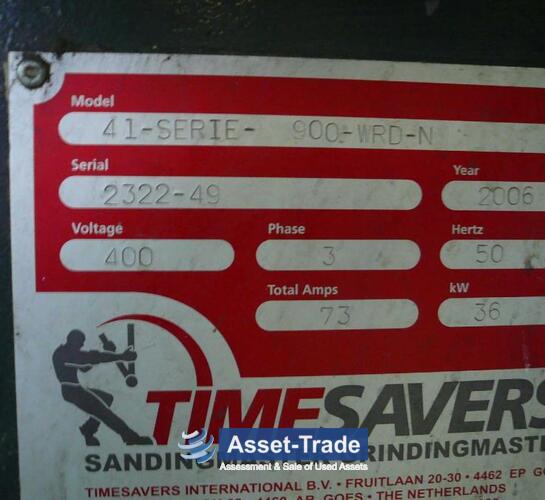 Model
41-SERIE- 900-WRD-N
Serial Year
2322-49 2006
Voltage Phase Hertz
400 3 50
Total Amps kW
73 36
TIMESAVERS
Asset-Trade
Assessment & Sale of Used Assets
TIMESAVERS INTERNATIONAL B.V. • FRUITLAAN 20-30 • 4462 EP GO
GOES - THE NETHERLANDS